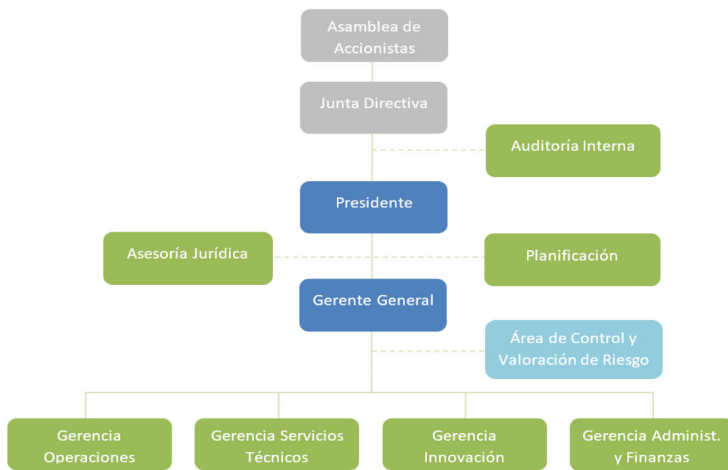 Asamblea de
Accionistas
Junta Directiva
Auditoría Interna
Presidente
Asesoría Jurídica
Planificación
Gerente General
Área de Control y
Valoración de Riesgo
Gerencia
Operaciones
Gerencia Servicios
Técnicos
Gerencia
Innovación
Gerencia Administ.
y Finanzas